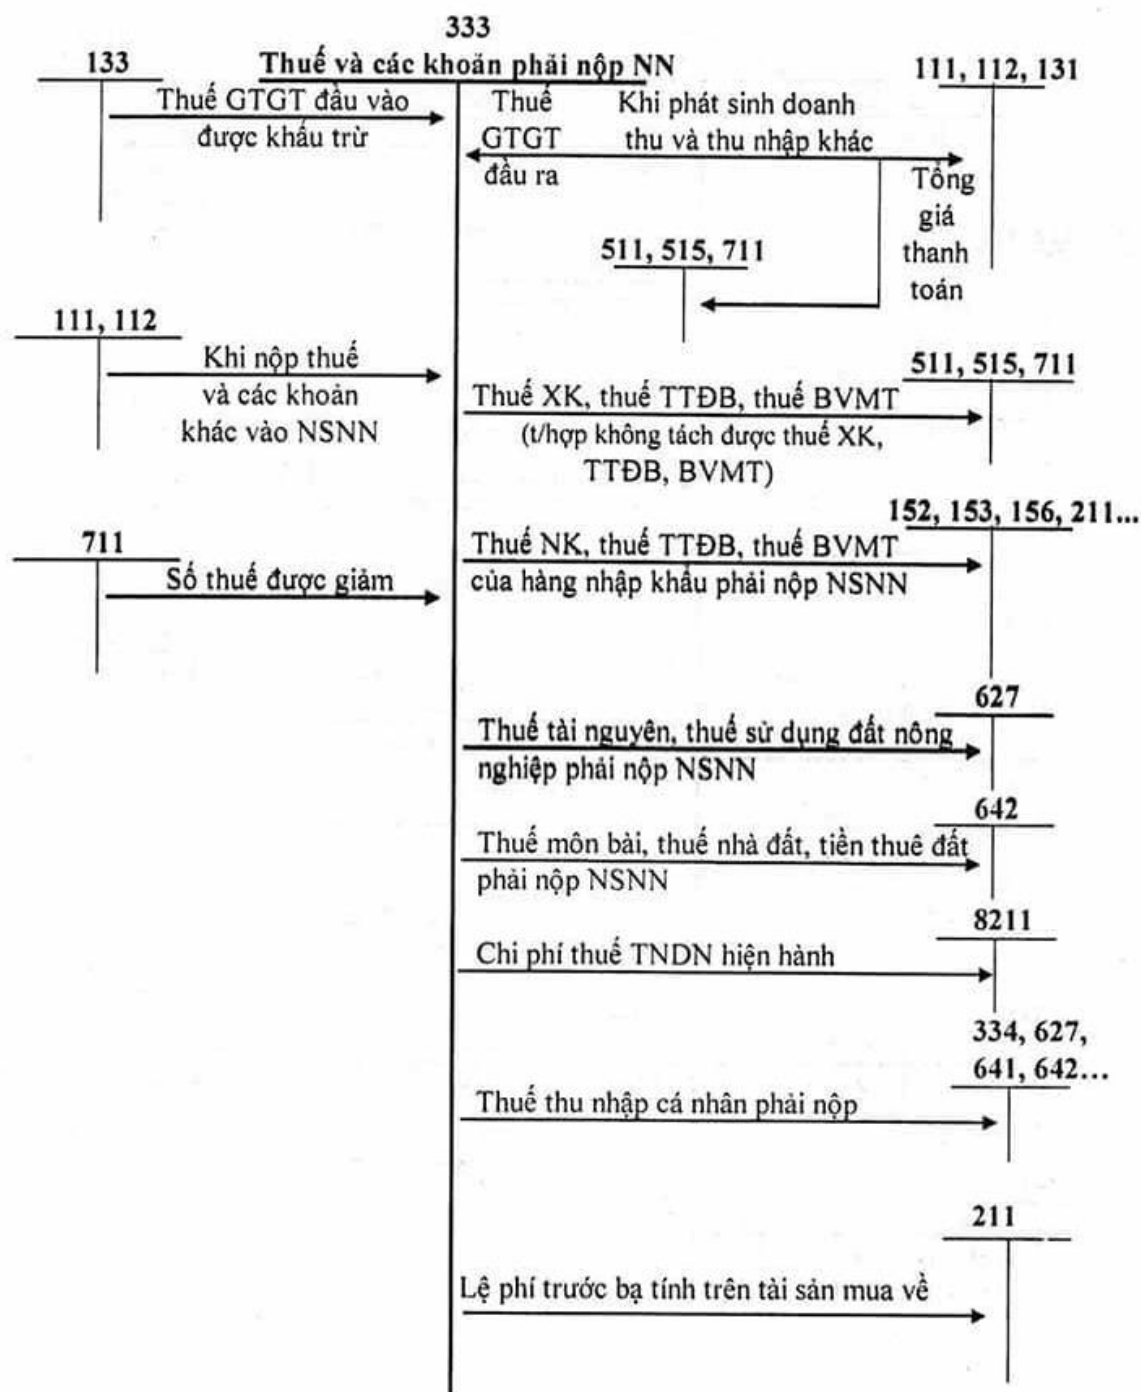 333
133
Thuế và các khoản phải nộp NN
111, 112, 131
Thuế GTGT đầu vào
được khấu trừ
Thuế
GTGT
đầu ra
Khi phát sinh doanh
thu và thu nhập khác
Tổng
giá
thanh
toán
511, 515, 711
111, 112
Khi nộp thuế
và các khoản
khác vào NSNN
511, 515, 711
Thuế XK, thuế TTĐB, thuế BVMT
(t/hợp không tách được thuế XK,
TTĐB, BVMT)
152, 153, 156, 211...
711
Số thuế được giảm
Thuế NK, thuế TTĐB, thuế BVMT
của hàng nhập khẩu phải nộp NSNN
627
Thuế tài nguyên, thuế sử dụng đất nông
nghiệp phải nộp NSNN
642
Thuế môn bài, thuế nhà đất, tiền thuê đất
phải nộp NSNN
8211
Chi phí thuế TNDN hiện hành
334, 627,
641, 642...
Thuế thu nhập cá nhân phải nộp
211
Lệ phí trước bạ tính trên tài sản mua về